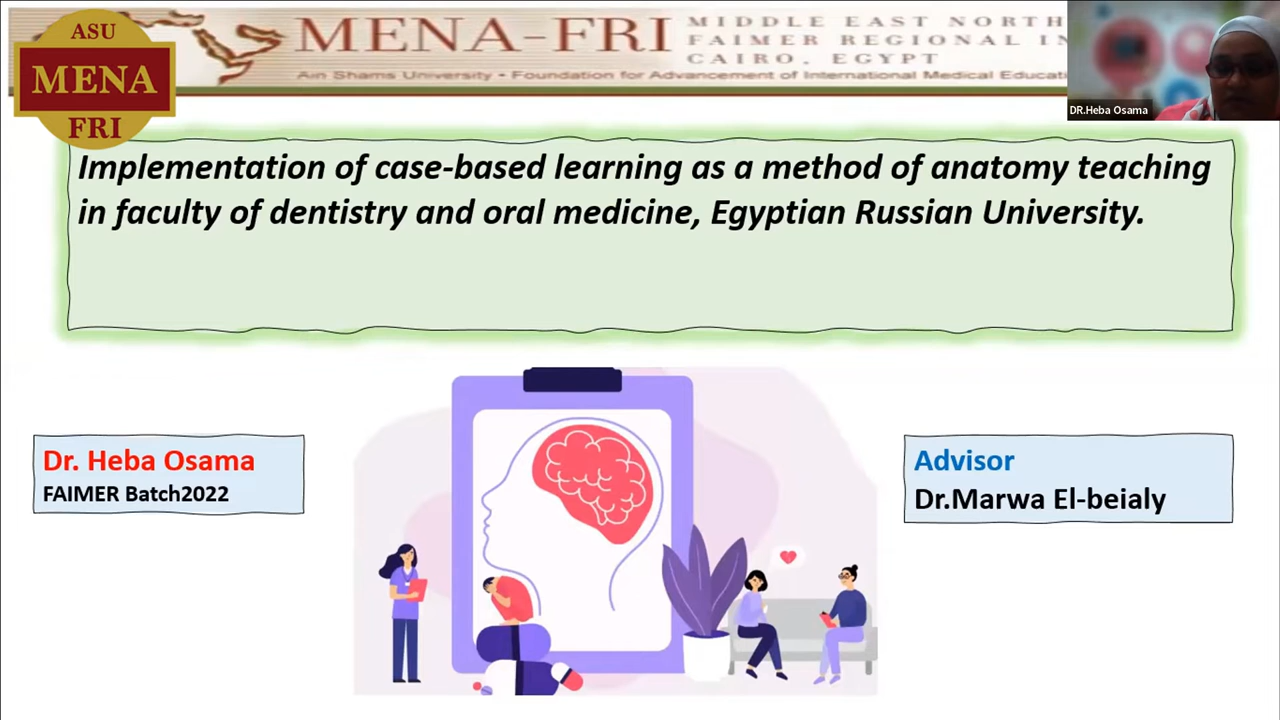 ASU
MENA
FRI
MENA-FRI
MIDDLE EAST NORTH
FAIMER REGIONAL IN
CAIRO, EGYPT
Ain Shams University • Foundation for Advancement of International Medical Educati
DR.Heba Osama
Implementation of case-based learning as a method of anatomy teaching
in faculty of dentistry and oral medicine, Egyptian Russian University.
Dr. Heba Osama
FAIMER Batch2022
Advisor
Dr.Marwa El-beialy